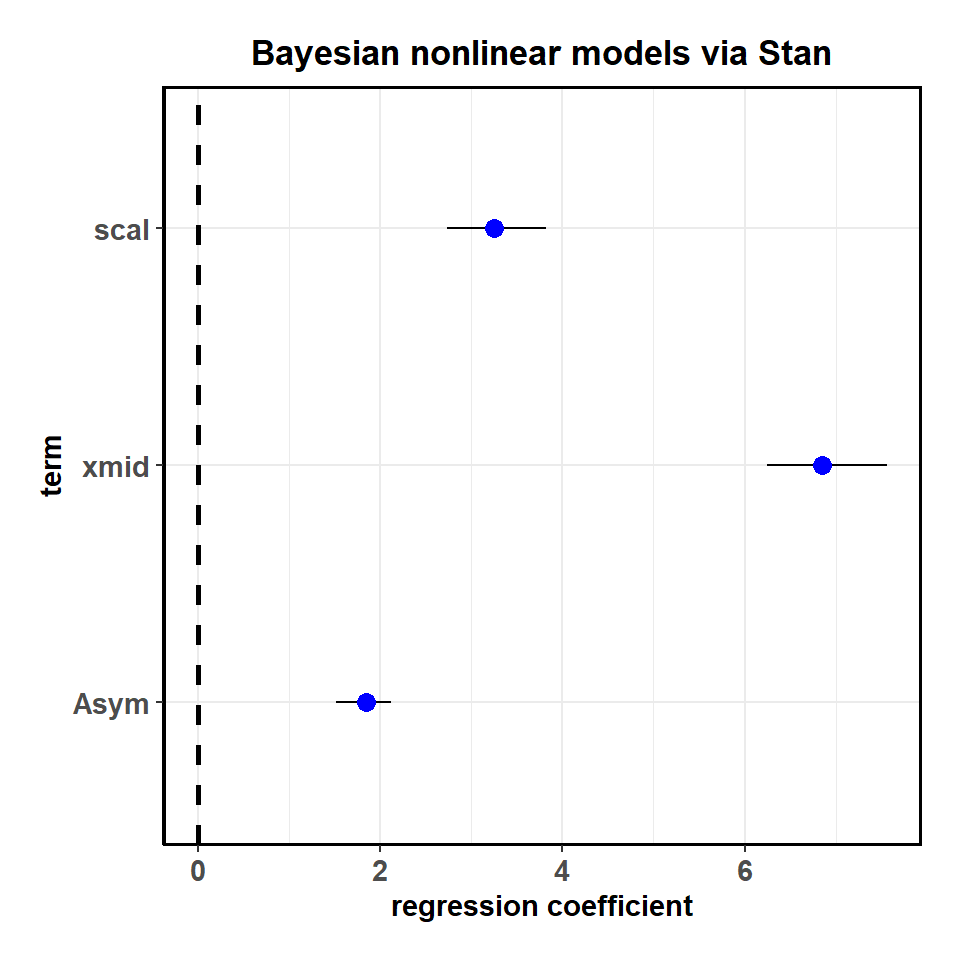 Bayesian nonlinear models via Stan
scal
xmid
Asym
term
0 2 4 6
regression coefficient